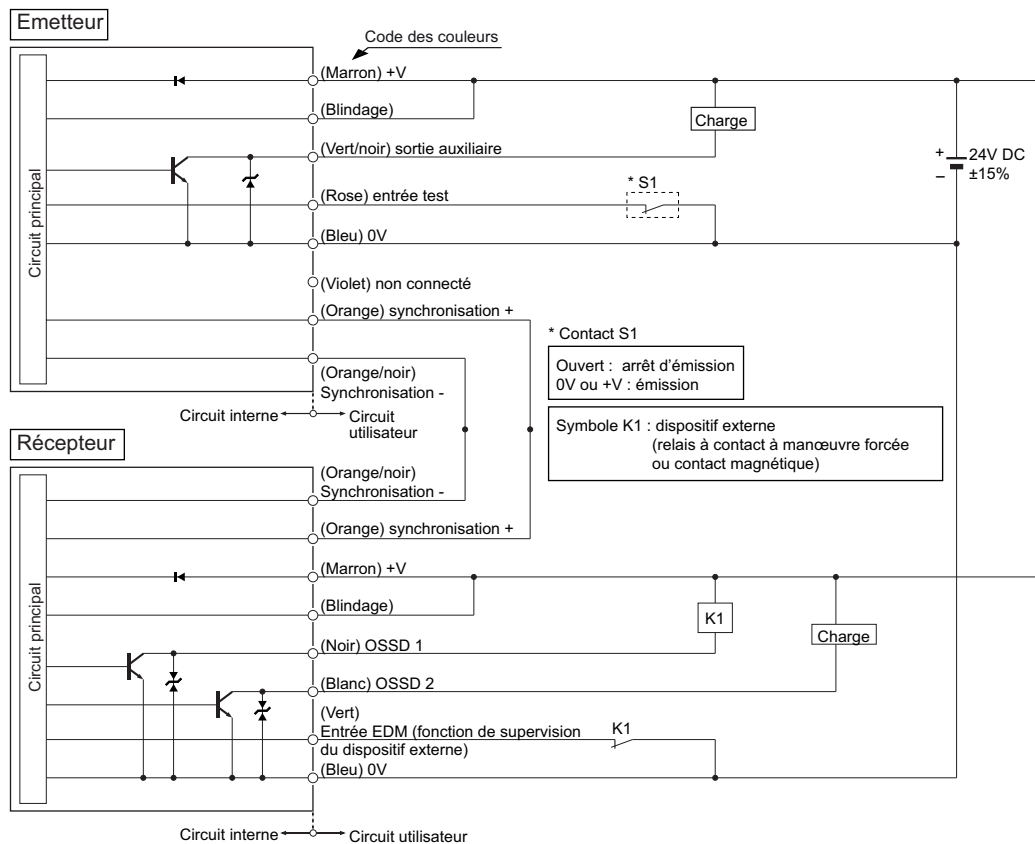 Emetteur
Code des couleurs
Circuit principal
(Marron) +V
(Blindage)
Charge
(Vert/noir) sortie auxiliaire
+
–
24V DC
±15%
* S1
(Rose) entrée test
(Bleu) 0V
(Violet) non connecté
(Orange) synchronisation +
* Contact S1
Ouvert : arrêt d'émission
0V ou +V : émission
(Orange/noir)
Synchronisation -
Circuit interne
Circuit
utilisateur
Symbole K1 : dispositif externe
(relais à contact à manœuvre forcée
ou contact magnétique)
Récepteur
Circuit principal
(Orange/noir)
Synchronisation -
(Orange) synchronisation +
(Marron) +V
(Blindage)
K1
Charge
(Noir) OSSD 1
(Blanc) OSSD 2
(Vert)
Entrée EDM (fonction de supervision
du dispositif externe)
K1
(Bleu) 0V
Circuit interne
Circuit utilisateur